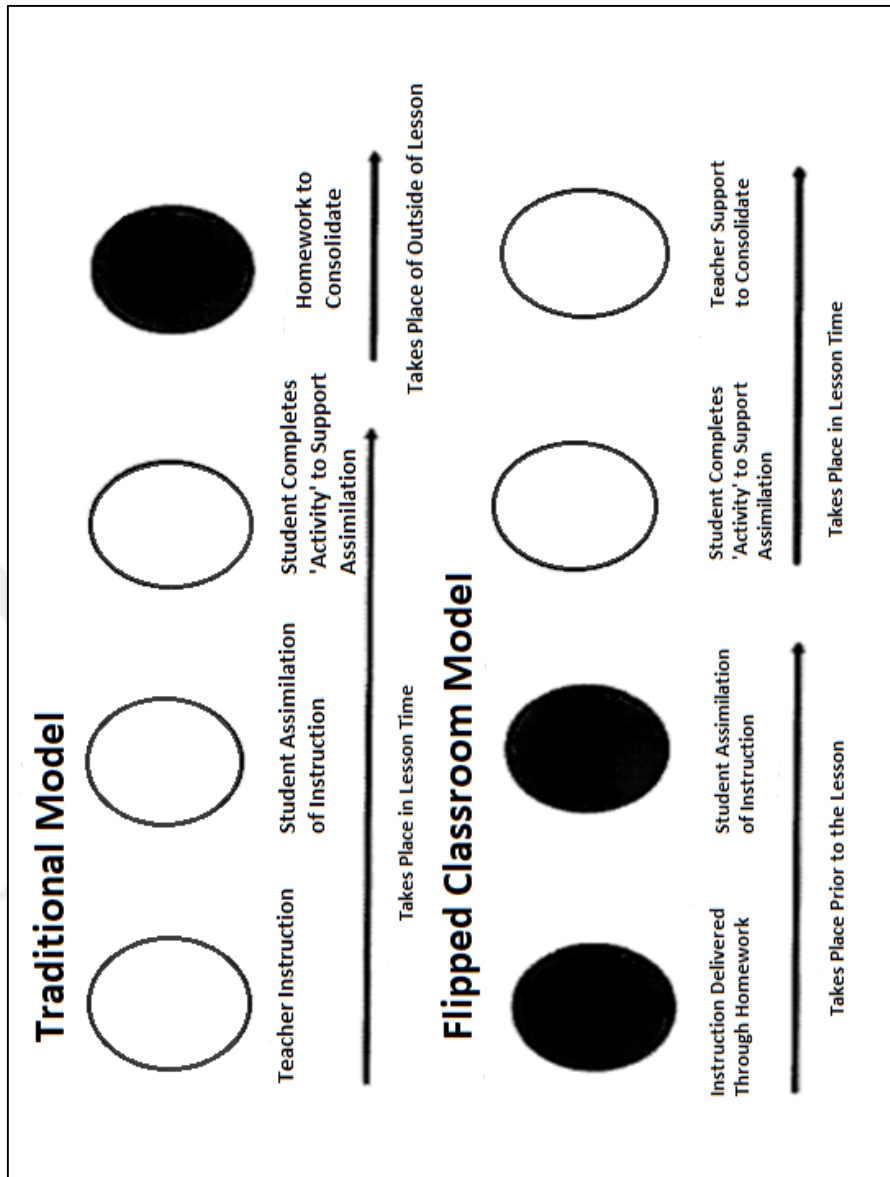 Traditional Model
Teacher Instruction
Student Assimilation
of Instruction
Student Completes
'Activity' to Support
Assimilation
Homework to
Consolidate
Takes Place in Lesson Time
Takes Place of Outside of Lesson
Flipped Classroom Model
Instruction Delivered
Through Homework
Student Assimilation
of Instruction
Student Completes
'Activity' to Support
Assimilation
Teacher Support
to Consolidate
Takes Place Prior to the Lesson
Takes Place in Lesson Time